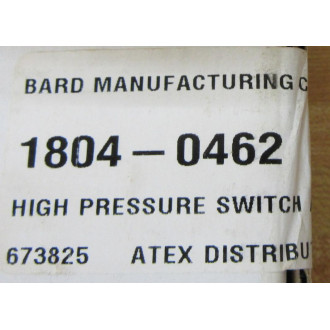 BARD MANUFACTURING C
1804-0462
HIGH PRESSURE SWITCH
673825 ATEX DISTRIBU